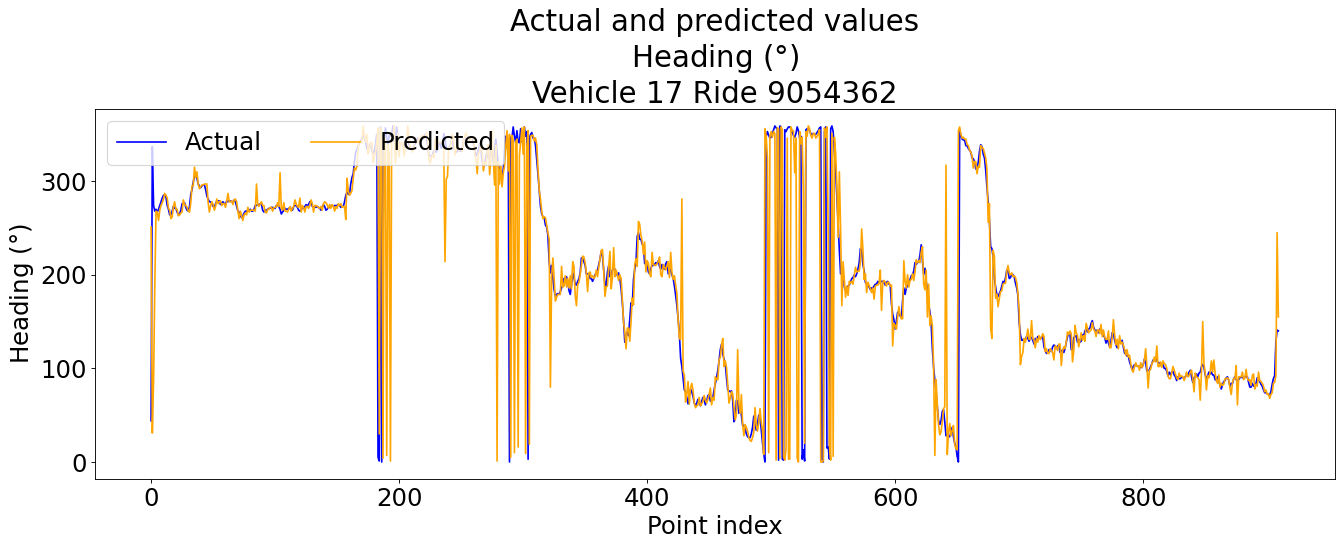 Actual and predicted values
Heading (°)
Vehicle 17 Ride 9054362
Actual Predicted
Heading (°)
300
200
100
0
0 200 400 600 800
Point index